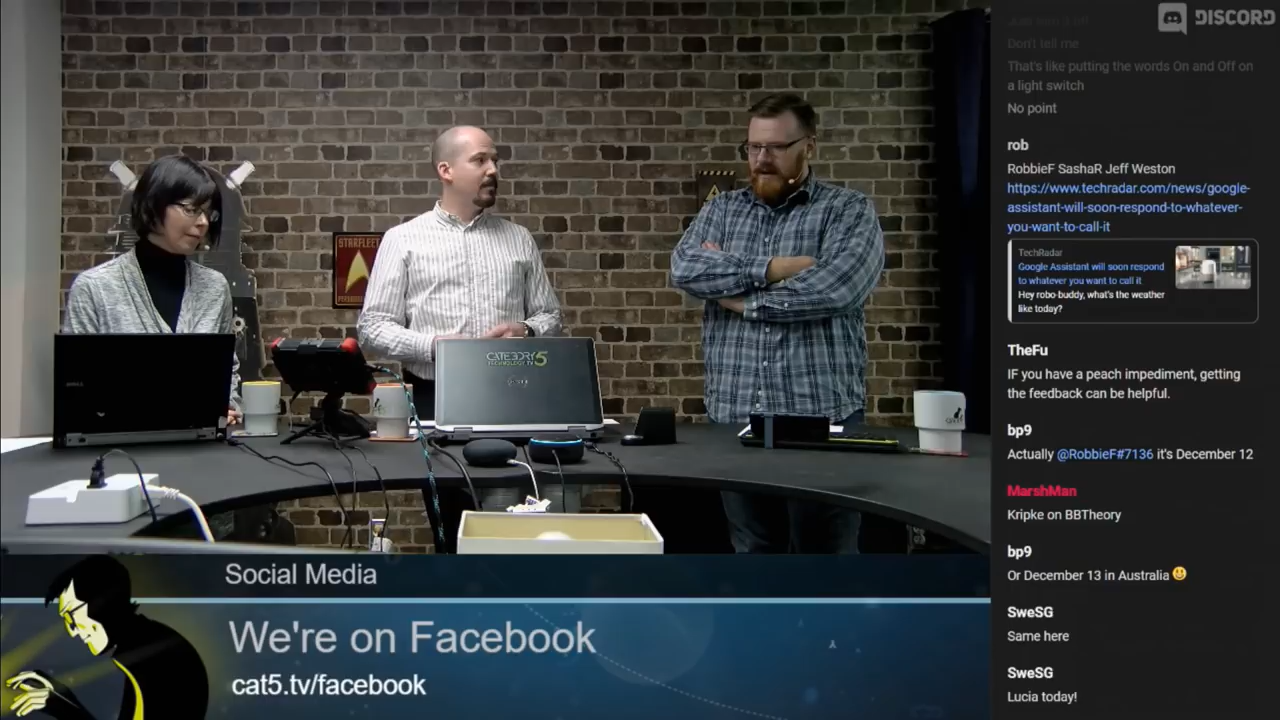 DISCORD
Don't tell me
That's like putting the words On and Off on
a light switch
No point
rob
RobbieF SashaR Jeff Weston
https://www.techradar.com/news/google-
assistant-will-soon-respond-to-whatever-
you-want-to-call-it
TechRadar
Google Assistant will soon respond
to whatever you want to call it
Hey robo-buddy, what's the weather
like today?
TheFu
IF you have a peach impediment, getting
the feedback can be helpful.
bp9
Actually @RobbieF#7136 it's December 12
MarshMan
Kripke on BBTheory
bp9
Or December 13 in Australia 😃
SweSG
Same here
SweSG
Lucia today!
STARFLEET
CATEGORY5
TECHNOLOGY TV
DELL
Social Media
We're on Facebook
cat5.tv/facebook